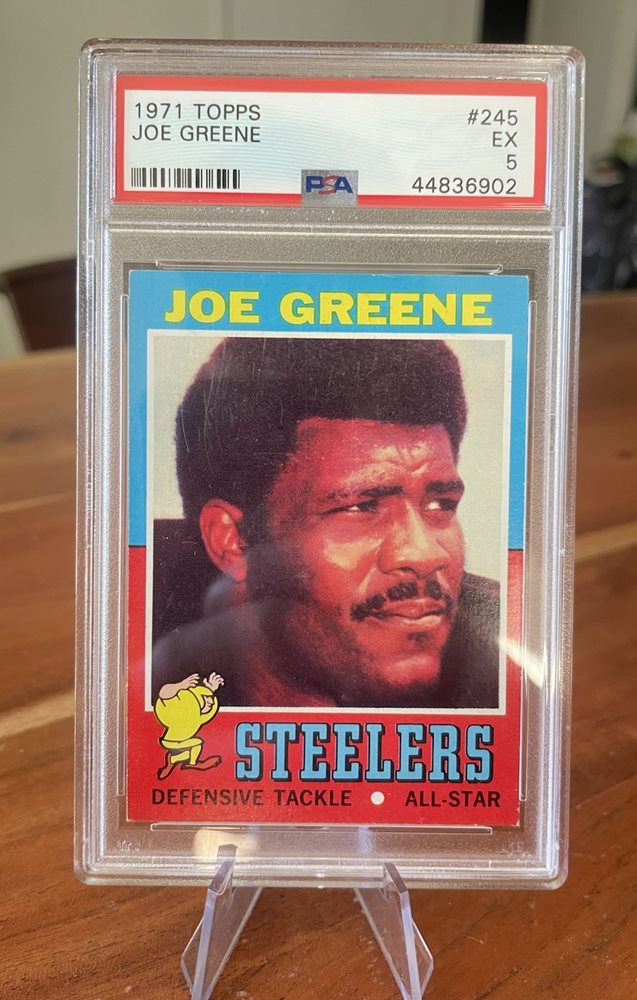 1971 TOPPS #245
JOE GREENE EX
5
PSA 44836902
JOE GREENE
STEELERS
DEFENSIVE TACKLE • ALL-STAR